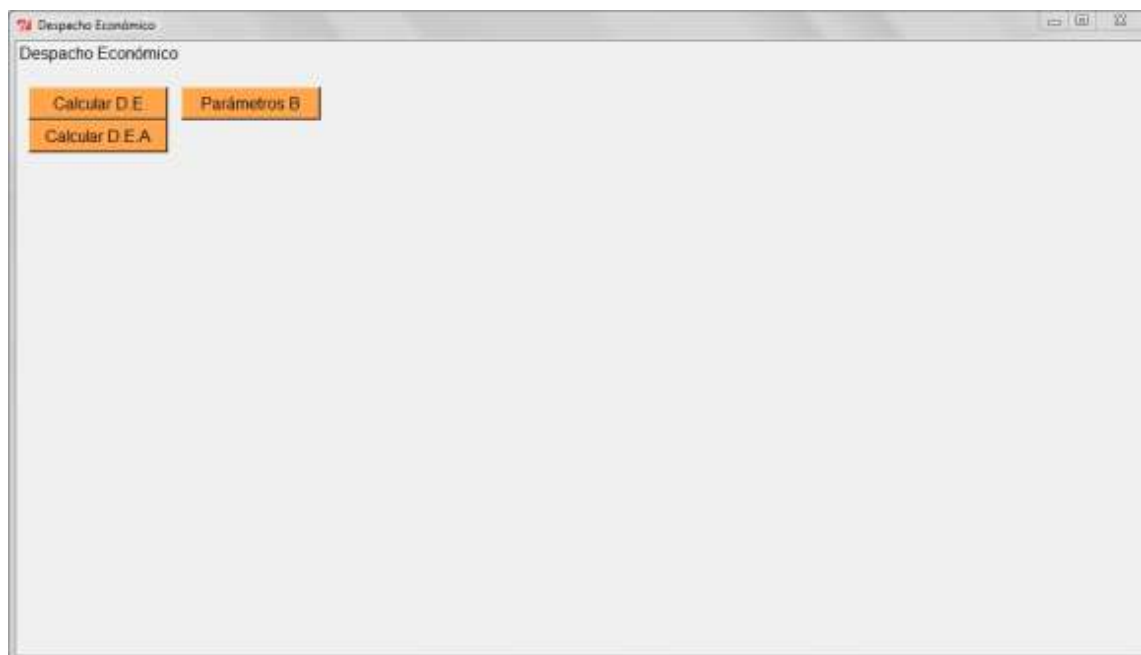 Despacho Económico
Despacho Económico
Calcular D.E Parámetros B
Calcular D.E.A